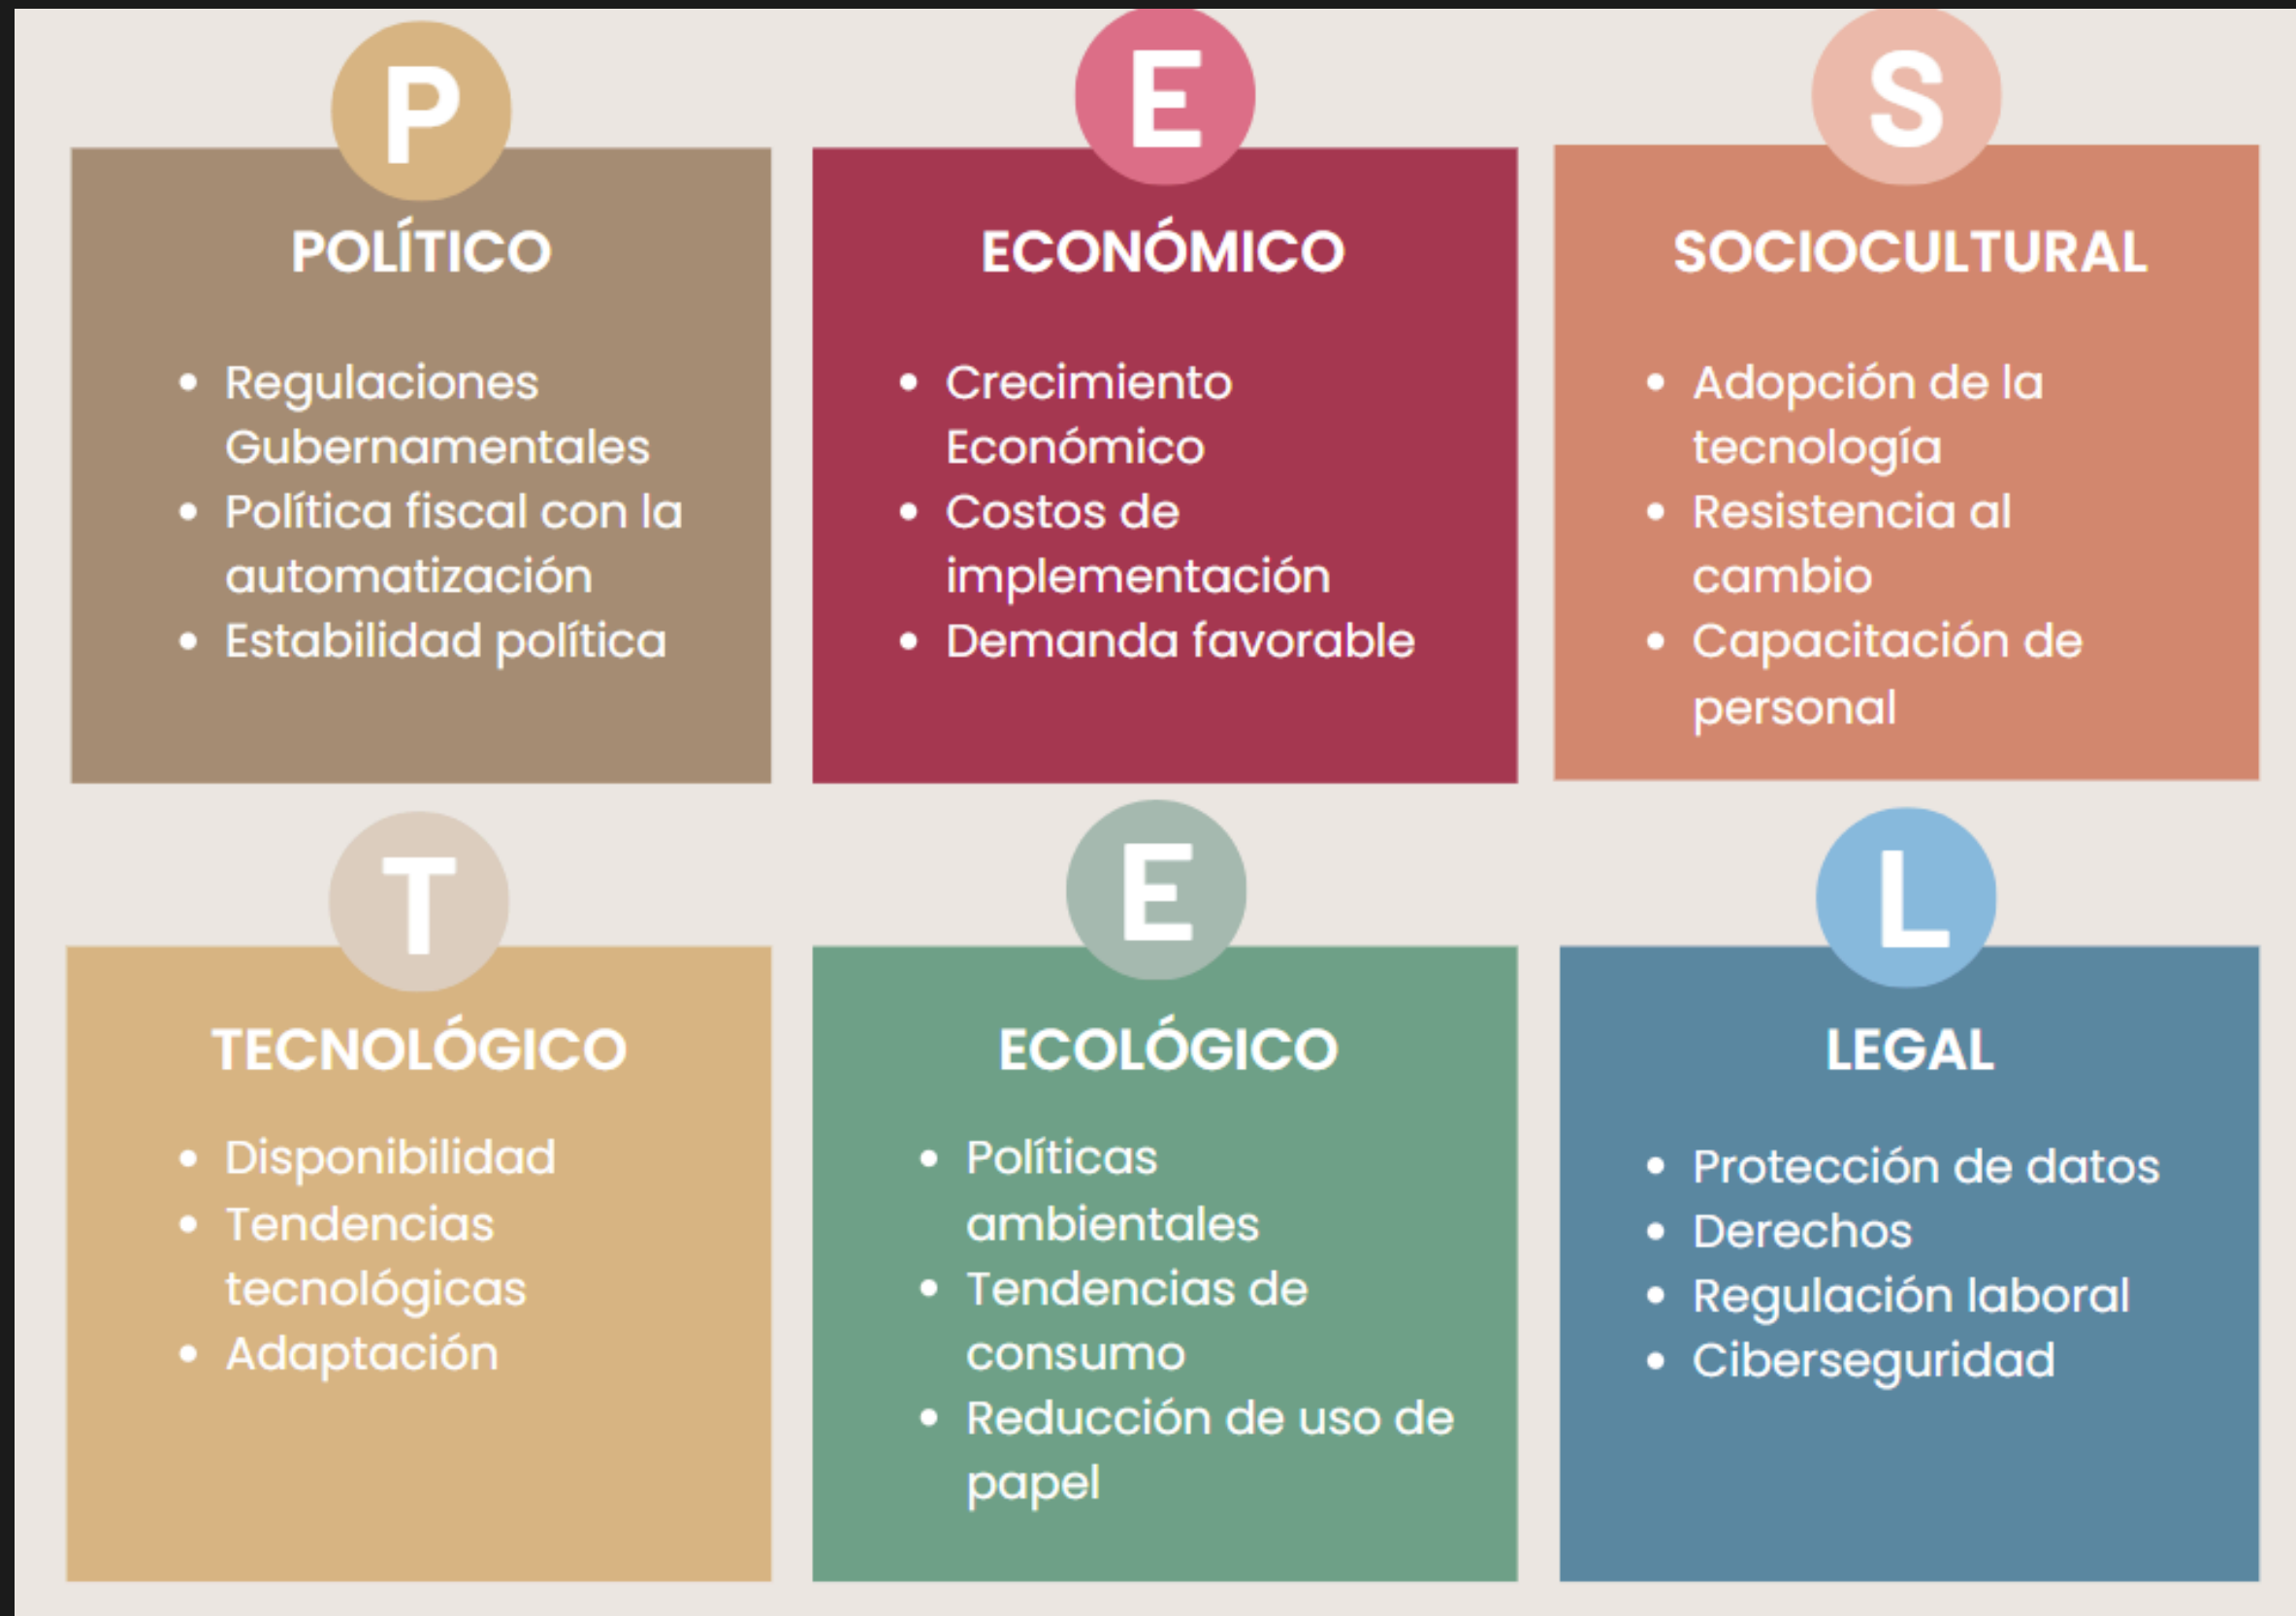 P
POLÍTICO
• Regulaciones
Gubernamentales
• Política fiscal con la
automatización
• Estabilidad política
E
ECONÓMICO
• Crecimiento
Económico
• Costos de
implementación
• Demanda favorable
S
SOCIOCULTURAL
• Adopción de la
tecnología
• Resistencia al
cambio
• Capacitación de
personal
T
TECNOLÓGICO
• Disponibilidad
• Tendencias
tecnológicas
• Adaptación
E
ECOLÓGICO
• Políticas
ambientales
• Tendencias de
consumo
• Reducción de uso de
papel
L
LEGAL
• Protección de datos
• Derechos
• Regulación laboral
• Ciberseguridad